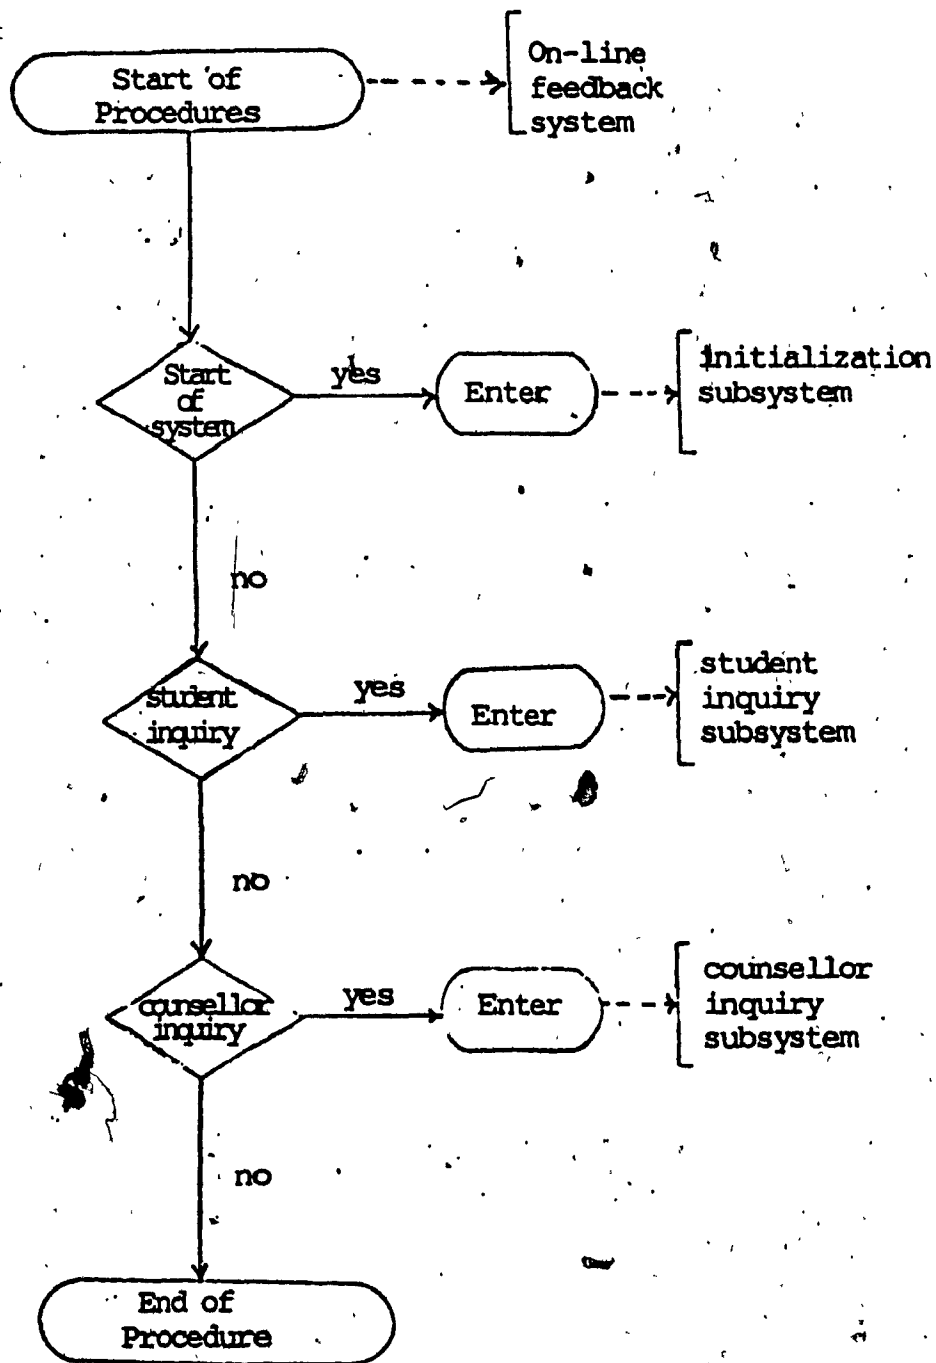 Start of
Procedures
On-line
feedback
system
Start
of
system
yes
Enter
initialization
subsystem
no
student
inquiry
yes
Enter
student
inquiry
subsystem
no
counsellor
inquiry
yes
Enter
counsellor
inquiry
subsystem
no
End of
Procedure